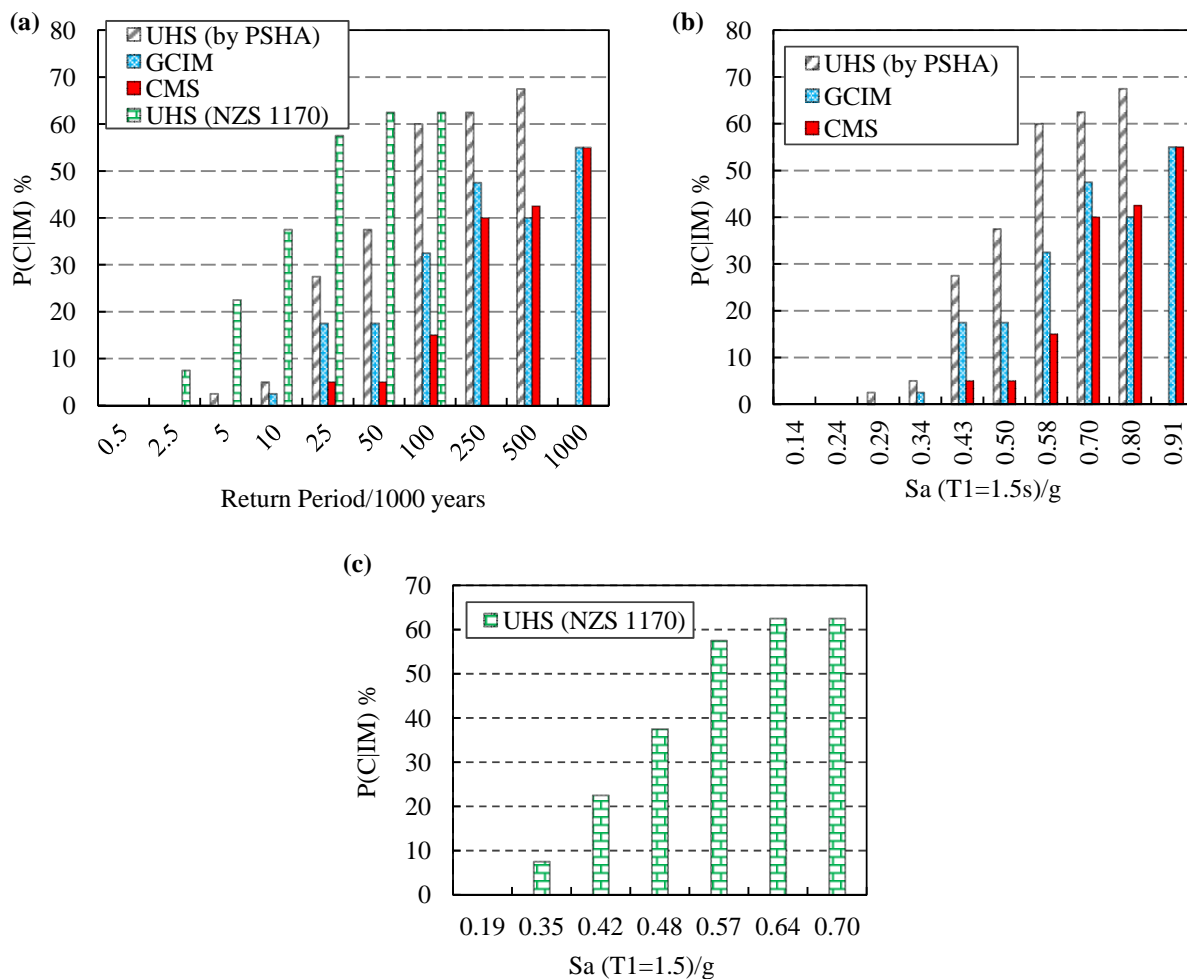 (a)
80
70
60
50
40
30
20
10
0
P(C|IM) %
UHS (by PSHA)
GCIM
CMS
UHS (NZS 1170)
0.5 2.5 5 10 25 50 100 250 500 1000
Return Period/1000 years
(b)
80
70
60
50
40
30
20
10
0
P(C|IM) %
UHS (by PSHA)
GCIM
CMS
0.14 0.24 0.29 0.34 0.43 0.50 0.58 0.70 0.80 0.91
Sa (T1=1.5s)/g
(c)
70
60
50
40
30
20
10
0
P(C|IM) %
UHS (NZS 1170)
0.19 0.35 0.42 0.48 0.57 0.64 0.70
Sa (T1=1.5)/g